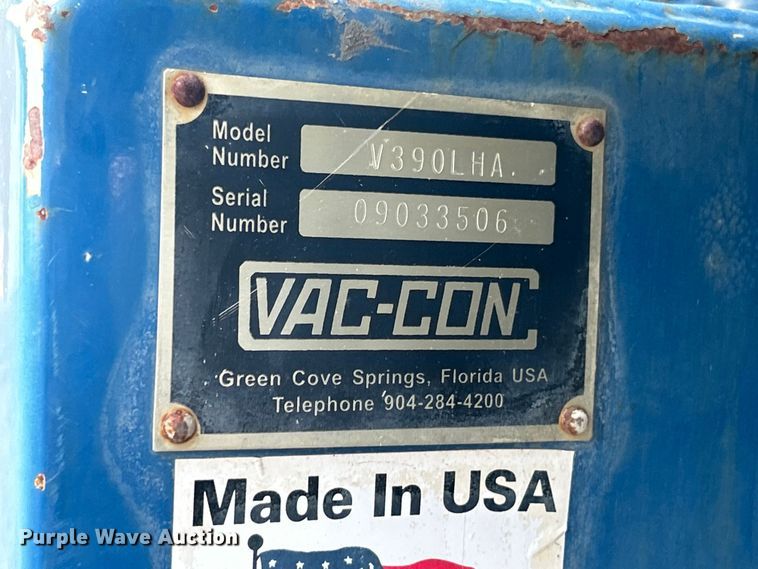 Model
Number V390LHA.
Serial
Number 09033506
VAC-CON
Green Cove Springs, Florida USA
Telephone 904-284-4200
Made In USA
Purple Wave Auction